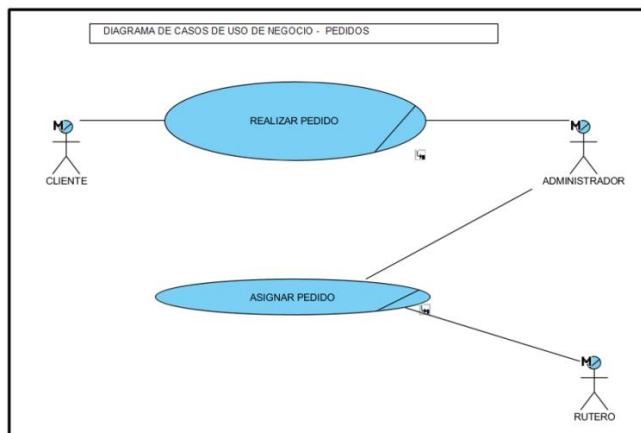 DIAGRAMA DE CASOS DE USO DE NEGOCIO - PEDIDOS
REALIZAR PEDIDO
M
M
CLIENTE
ADMINISTRADOR
ASIGNAR PEDIDO
M
RUTERO